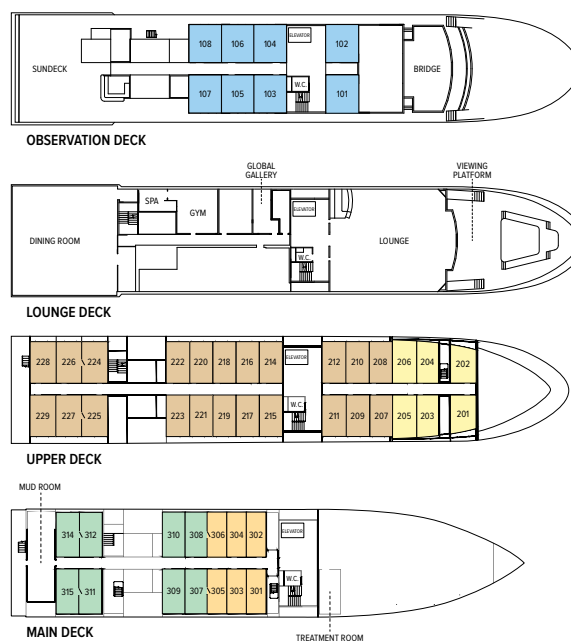 108 106 104 ELEVATOR 102
SUNDECK BRIDGE
W.C.
107 105 103 101
OBSERVATION DECK
GLOBAL
GALLERY
VIEWING
PLATFORM
SPA
GYM
ELEVATOR
DINING ROOM
LOUNGE
W.C.
LOUNGE DECK
228 226 224 222 220 218 216 214 ELEVATOR 212 210 208 206 204 202
W.C.
229 227 225 223 221 219 217 215 211 209 207 205 203 201
UPPER DECK
MUD ROOM
314 312 310 308 306 304 302 ELEVATOR
W.C.
315 311 309 307 305 303 301
MAIN DECK
TREATMENT ROOM